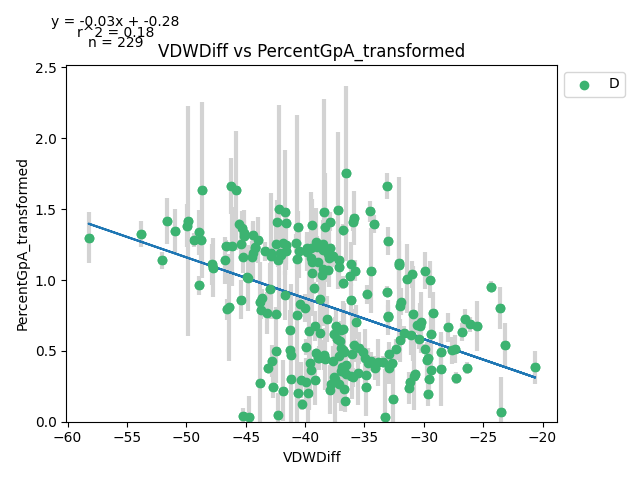 y = -0.03x + -0.28
r^2 = 0.18
n = 229
VDWDiff vs PercentGpA_transformed
D
2.5
2.0
1.5
1.0
0.5
0.0
PercentGpA_transformed
−60 −55 −50 −45 −40 −35 −30 −25 −20
VDWDiff